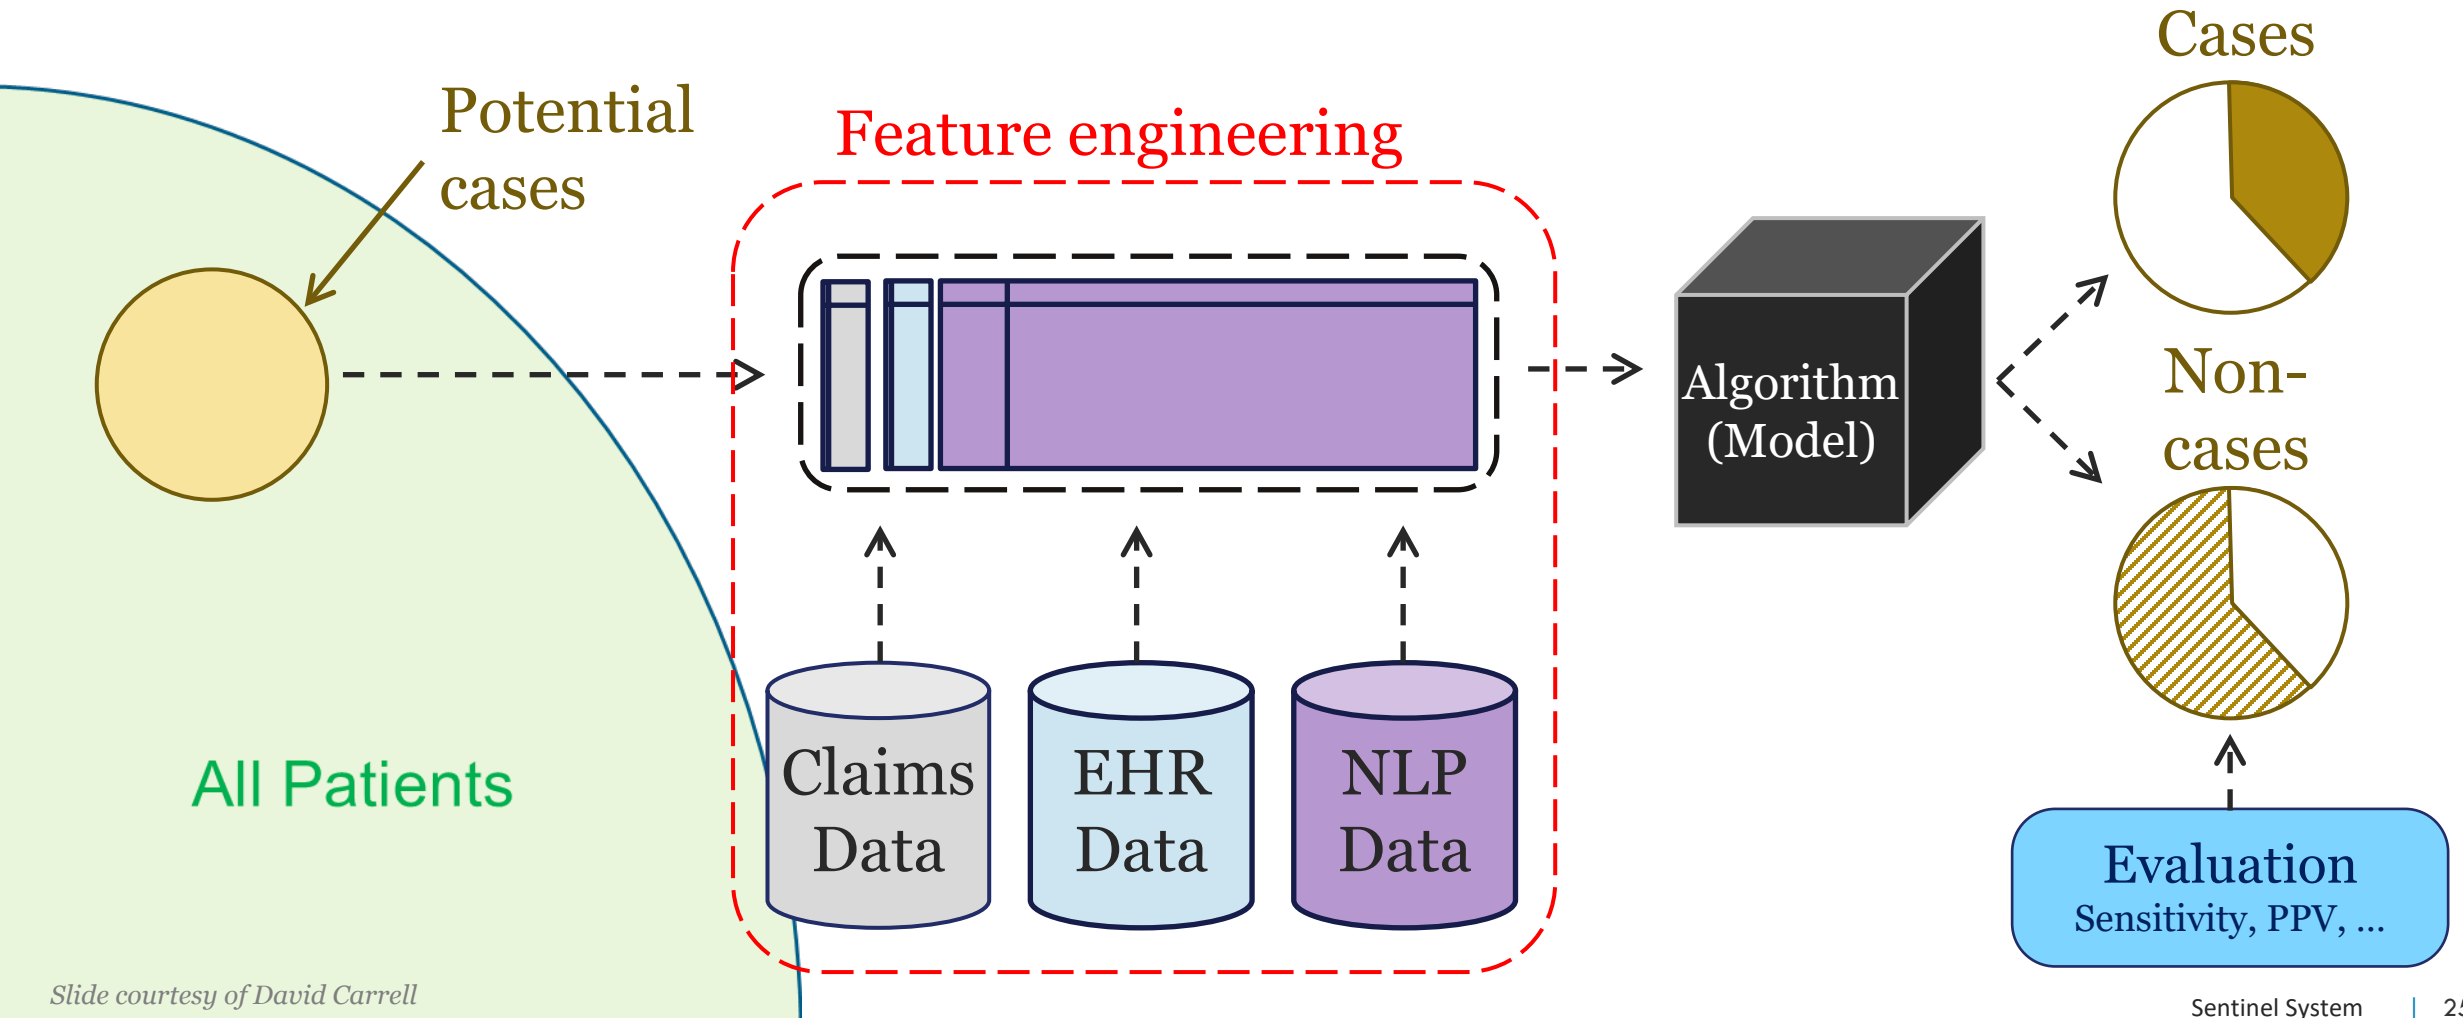 Cases
Potential
cases
Feature engineering
Algorithm
(Model)
Non-
cases
Claims
Data
EHR
Data
NLP
Data
All Patients
Evaluation
Sensitivity, PPV, ...
Slide courtesy of David Carrell
Sentinel System |